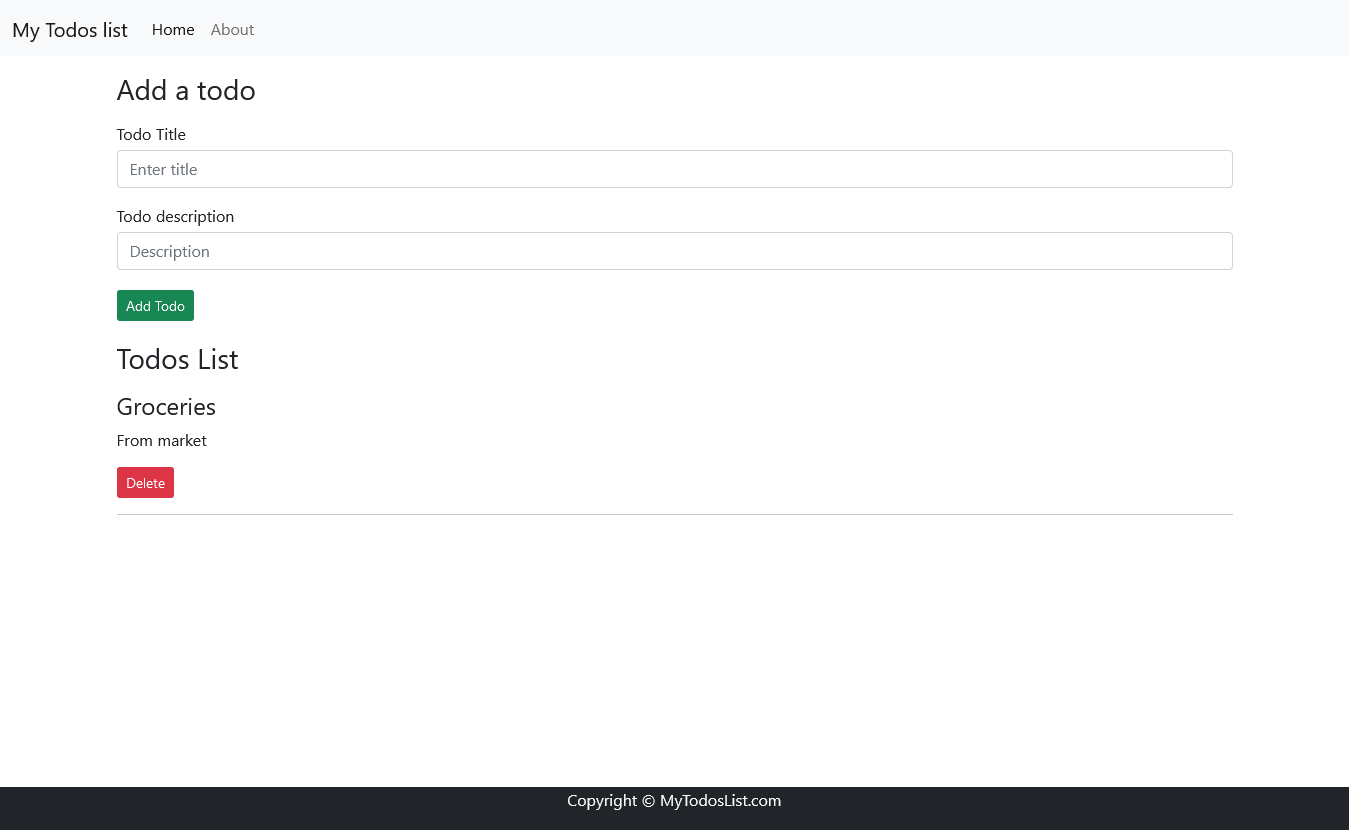 My Todos list Home About
Add a todo
Todo Title
Enter title
Todo description
Description
Add Todo
Todos List
Groceries
From market
Delete
Copyright © MyTodosList.com